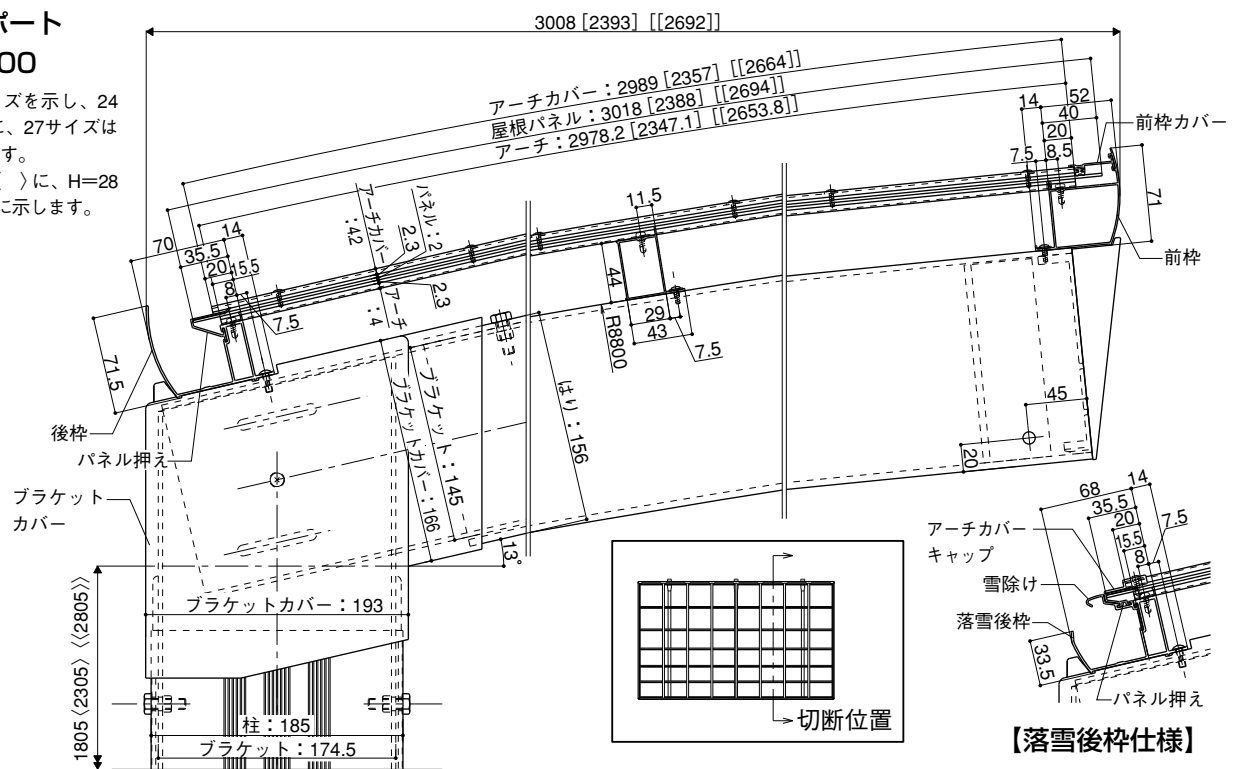 ポート
00
ズを示し、24
に、27サイズは
す。
〈　〉に、H=28
に示します。
3008 [2393] [[2692]]
アーチカバー：2989 [2357] [[2664]]
屋根パネル：3018 [2388] [[2694]]
アーチ：2978.2 [2347.1] [[2653.8]]
14
52
40
20
7.5
8.5
前枠カバー
71
前枠
パネル：2
2.3
アーチカバー
：42
アーチ
：4
2.3
11.5
44
29
43
7.5
R8800
70
35.5
14
20
15.5
8
7.5
71.5
後枠
パネル押え
ブラケット
カバー
ブラケット：145
ブラケットカバー：166
はり：156
13°
45
20
ブラケットカバー：193
1805 〈2305〉 《2805》
柱：185
ブラケット：174.5
切断位置
68
14
35.5
20
7.5
15.5
8
アーチカバー
キャップ
雪除け
落雪後枠
33.5
パネル押え
【落雪後枠仕様】